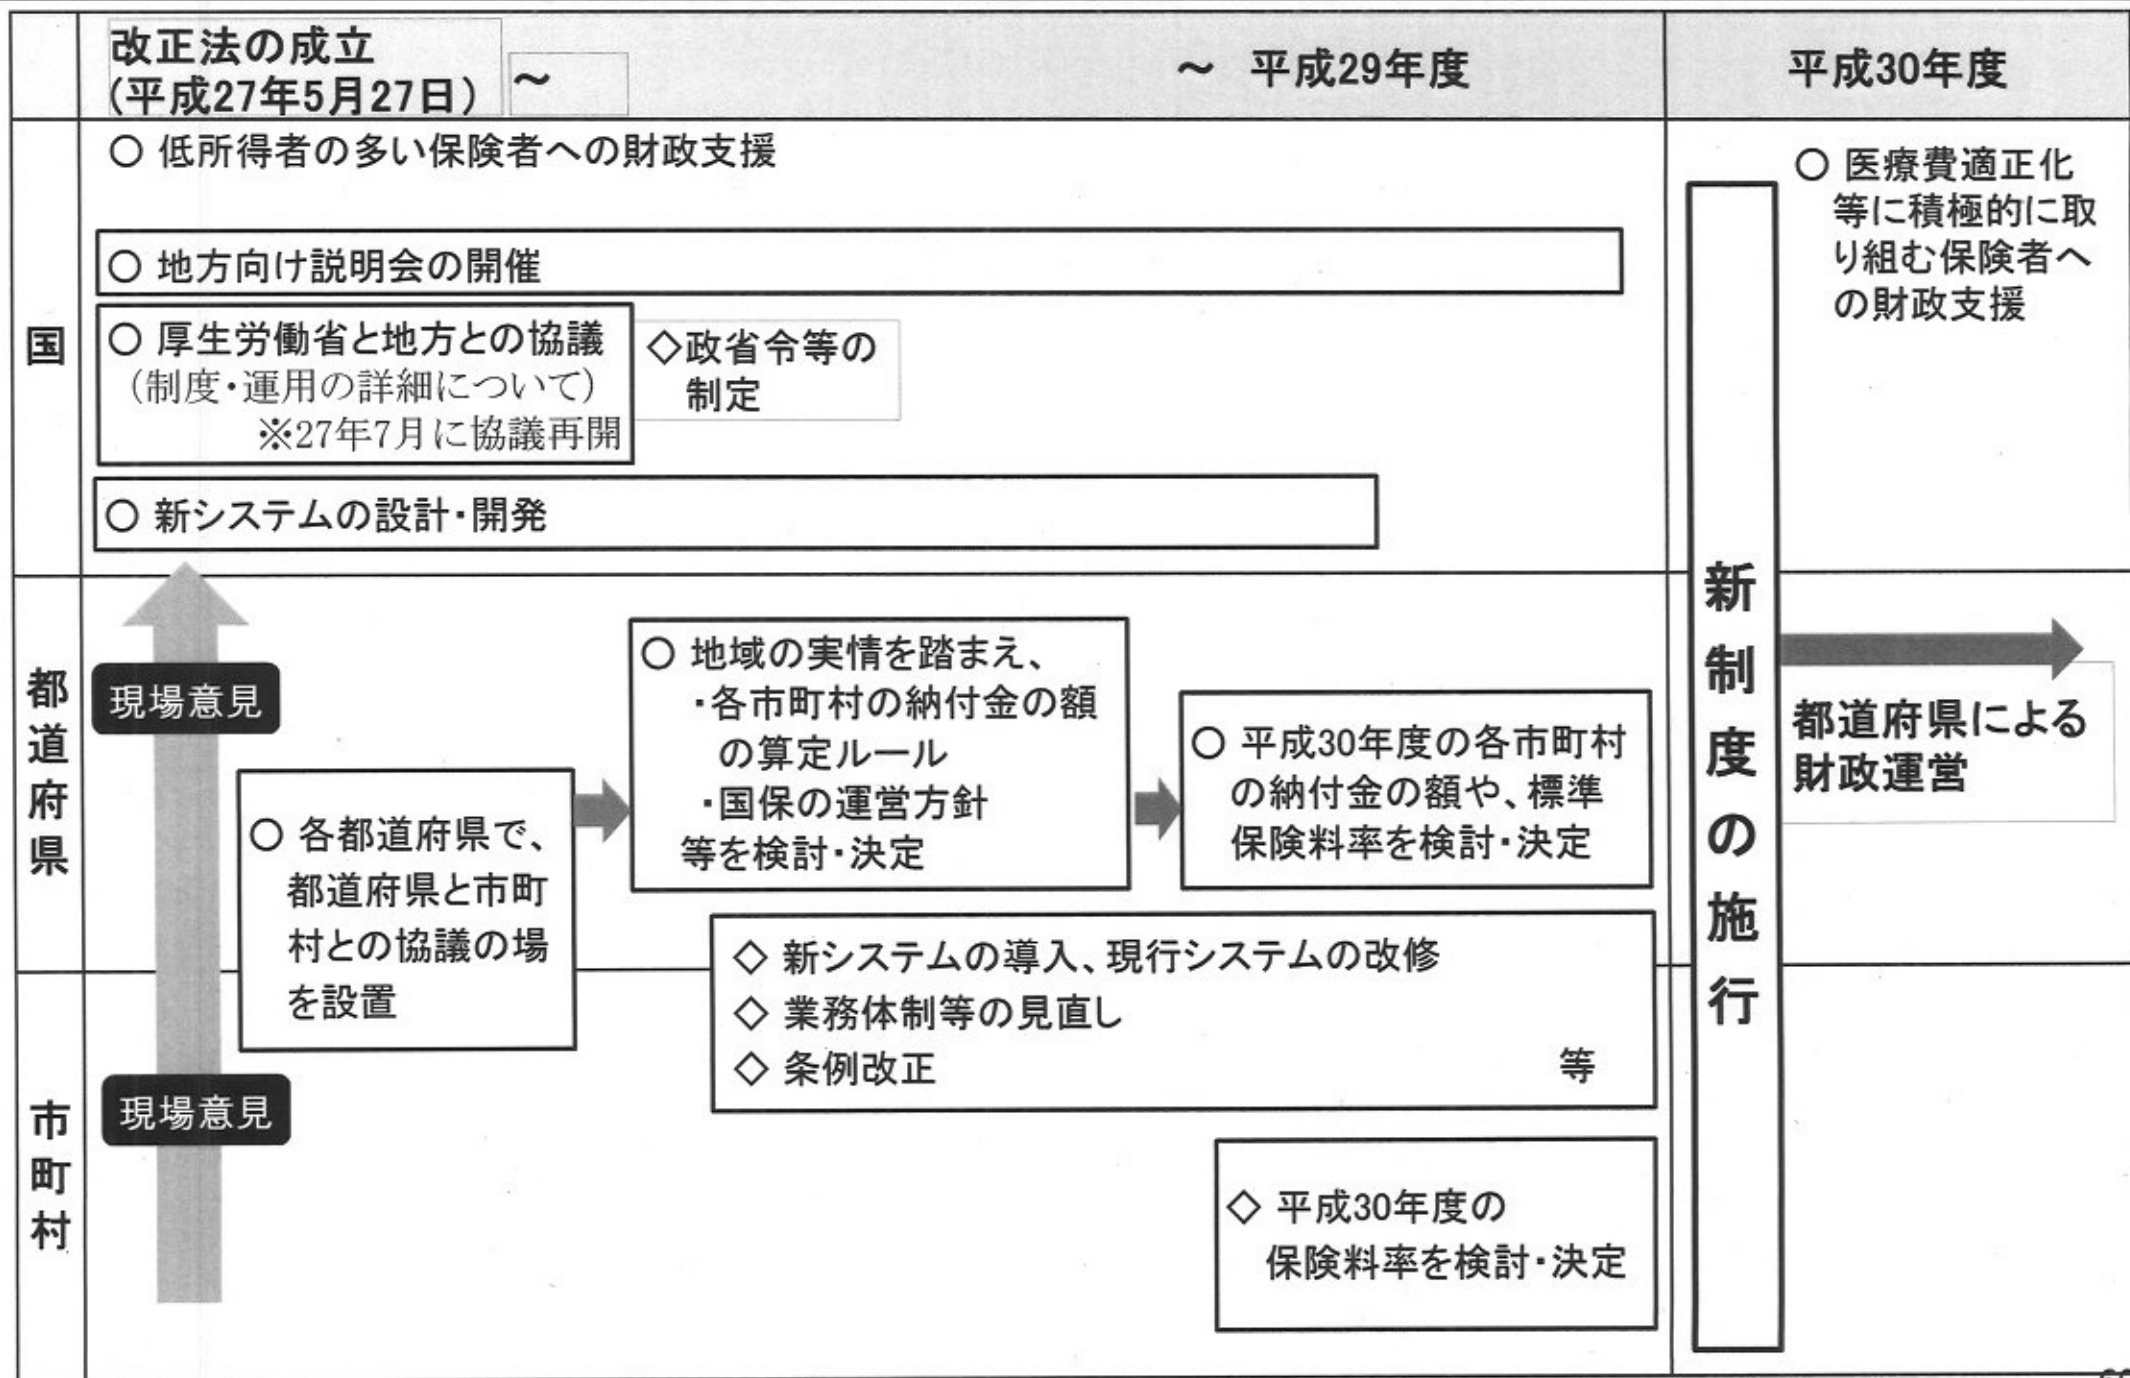 改正法の成立
(平成27年5月27日)
～
～ 平成29年度
平成30年度
国
○ 低所得者の多い保険者への財政支援
○ 地方向け説明会の開催
○ 厚生労働省と地方との協議
（制度・運用の詳細について）
※27年7月に協議再開
◇政省令等の
制定
○ 新システムの設計・開発
○ 医療費適正化
等に積極的に取
り組む保険者へ
の財政支援
都道府県
現場意見
○ 各都道府県で、
都道府県と市町
村との協議の場
を設置
○ 地域の実情を踏まえ、
・各市町村の納付金の額
の算定ルール
・国保の運営方針
等を検討・決定
○ 平成30年度の各市町村
の納付金の額や、標準
保険料率を検討・決定
新制度の施行
都道府県による
財政運営
◇ 新システムの導入、現行システムの改修
◇ 業務体制等の見直し
◇ 条例改正 等
市町村
現場意見
◇ 平成30年度の
保険料率を検討・決定